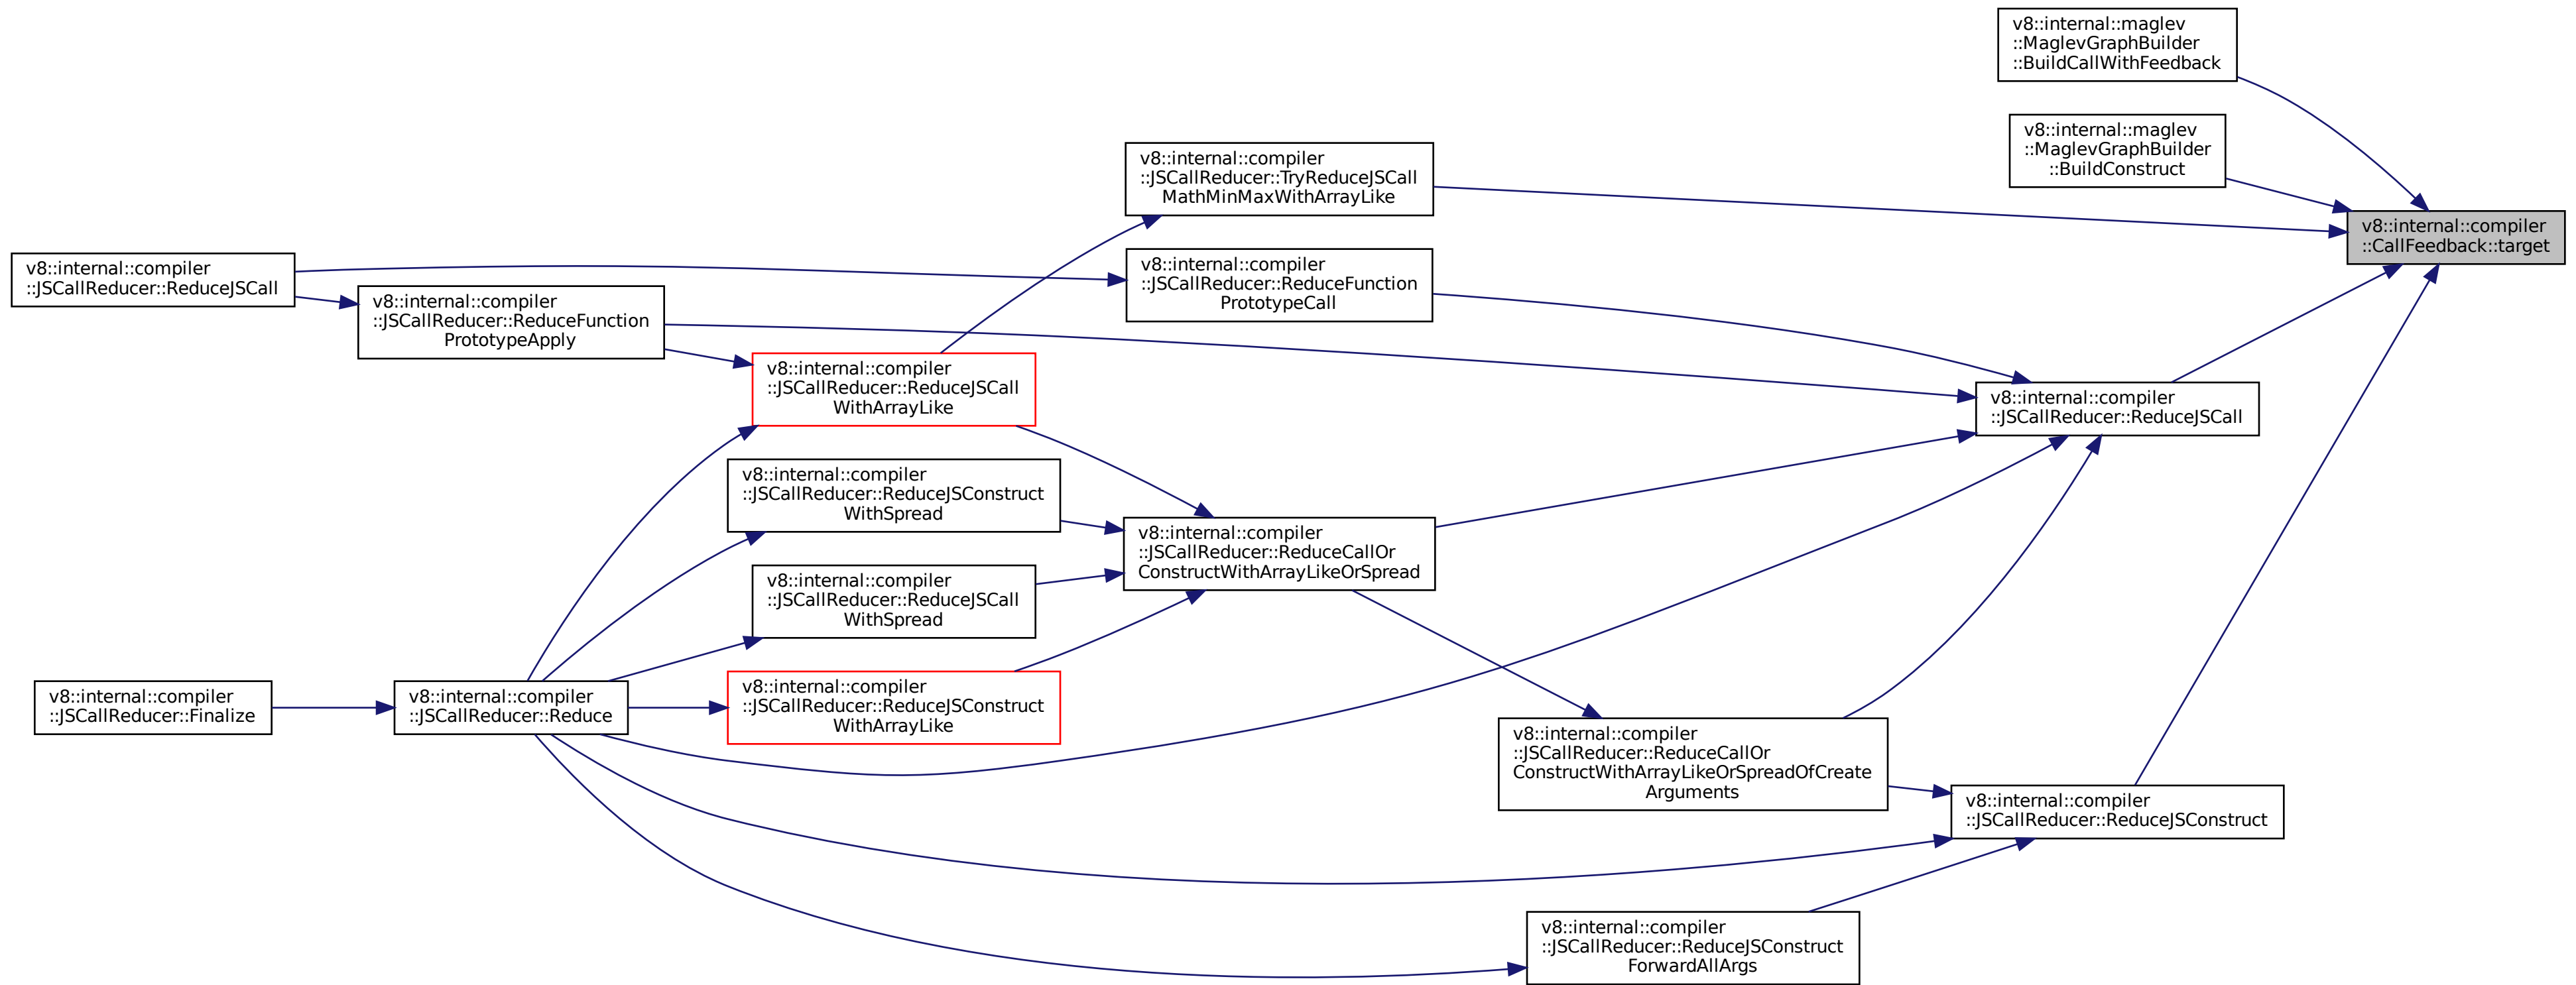 v8::internal::maglev
::MaglevGraphBuilder
::BuildCallWithFeedback
v8::internal::maglev
::MaglevGraphBuilder
::BuildConstruct
v8::internal::compiler
::JSCallReducer::TryReduceJSCall
MathMinMaxWithArrayLike
v8::internal::compiler
::CallFeedback::target
v8::internal::compiler
::JSCallReducer::ReduceJSCall
v8::internal::compiler
::JSCallReducer::ReduceFunction
PrototypeCall
v8::internal::compiler
::JSCallReducer::ReduceFunction
PrototypeApply
v8::internal::compiler
::JSCallReducer::ReduceJSCall
WithArrayLike
v8::internal::compiler
::JSCallReducer::ReduceJSCall
v8::internal::compiler
::JSCallReducer::ReduceJSConstruct
WithSpread
v8::internal::compiler
::JSCallReducer::ReduceCallOr
ConstructWithArrayLikeOrSpread
v8::internal::compiler
::JSCallReducer::ReduceJSCall
WithSpread
v8::internal::compiler
::JSCallReducer::Finalize
v8::internal::compiler
::JSCallReducer::Reduce
v8::internal::compiler
::JSCallReducer::ReduceJSConstruct
WithArrayLike
v8::internal::compiler
::JSCallReducer::ReduceCallOr
ConstructWithArrayLikeOrSpreadOfCreate
Arguments
v8::internal::compiler
::JSCallReducer::ReduceJSConstruct
v8::internal::compiler
::JSCallReducer::ReduceJSConstruct
ForwardAllArgs